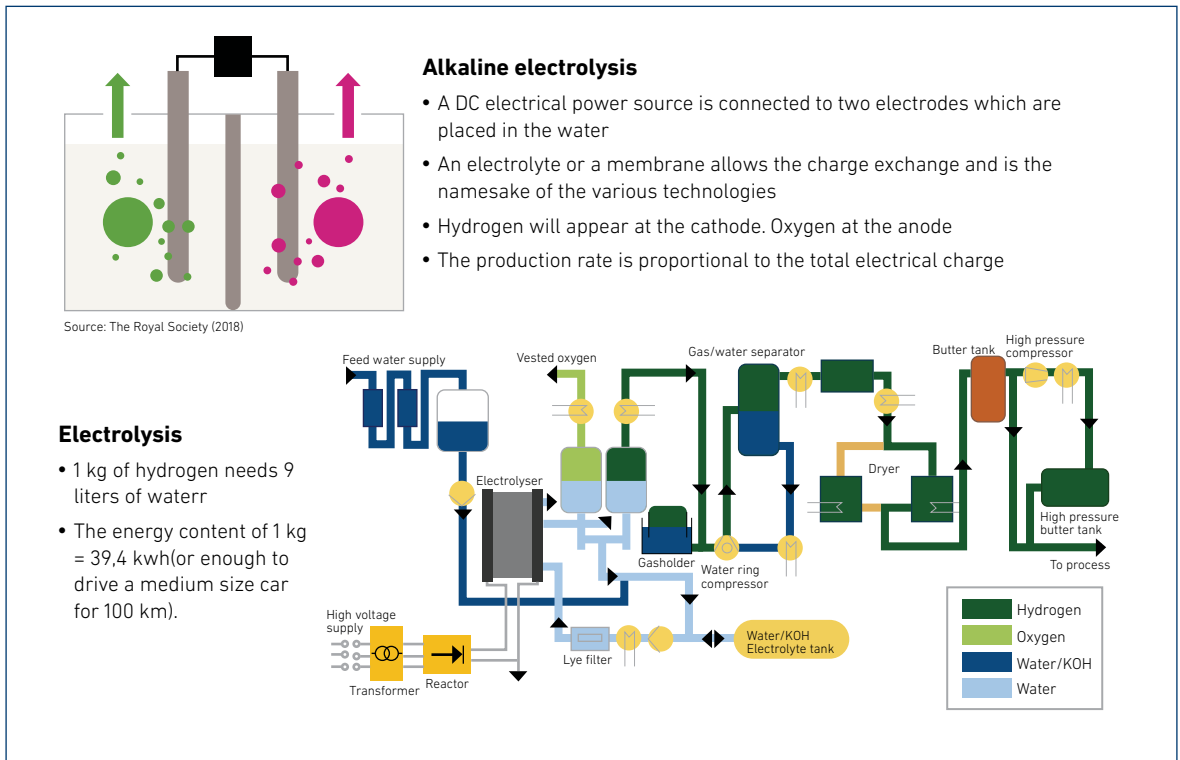 Alkaline electrolysis
• A DC electrical power source is connected to two electrodes which are
placed in the water
• An electrolyte or a membrane allows the charge exchange and is the
namesake of the various technologies
• Hydrogen will appear at the cathode. Oxygen at the anode
• The production rate is proportional to the total electrical charge
Source: The Royal Society (2018)
Electrolysis
• 1 kg of hydrogen needs 9
liters of waterr
• The energy content of 1 kg
= 39,4 kwh(or enough to
drive a medium size car
for 100 km).
Feed water supply
Vested oxygen
Gas/water separator
Butter tank
High pressure
compressor
Electrolyser
Dryer
Gasholder
Water ring
compressor
High pressure
butter tank
To process
High voltage
supply
Transformer
Reactor
Lye filter
Water/KOH
Electrolyte tank
Hydrogen
Oxygen
Water/KOH
Water